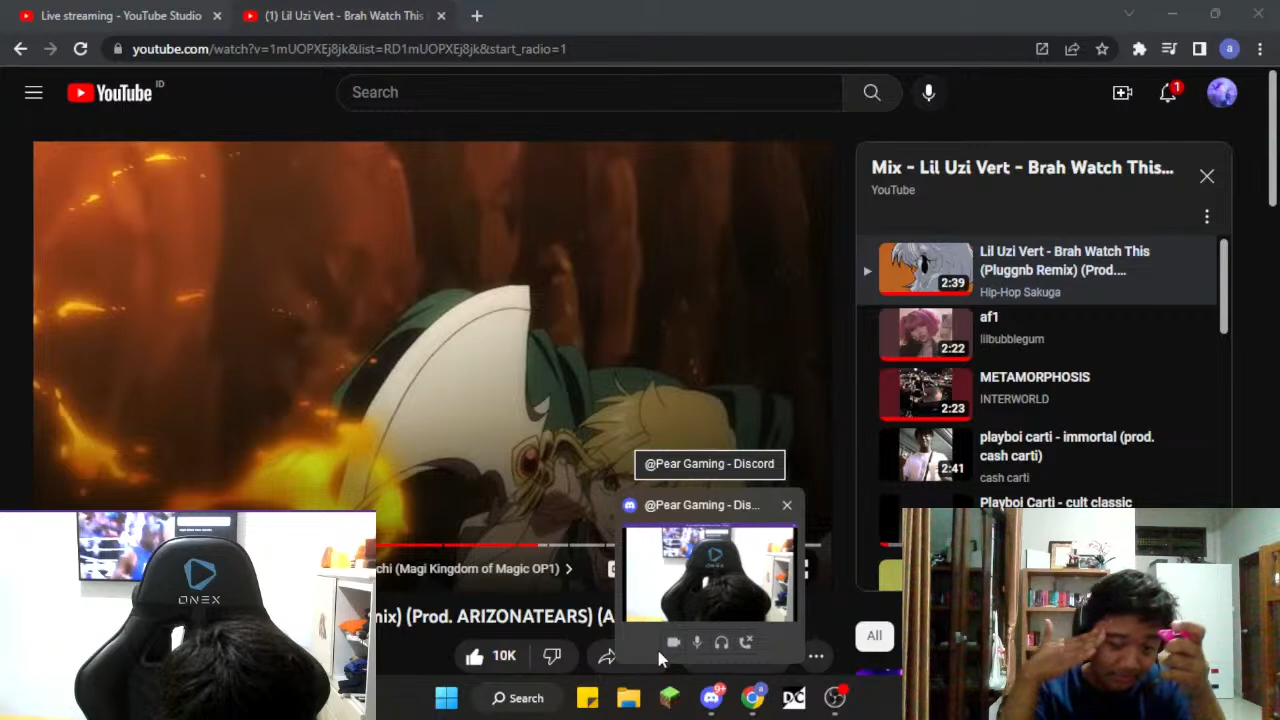 Live streaming - YouTube Studio
(1) Lil Uzi Vert - Brah Watch This
youtube.com/watch?v=1mUOPXEj8jk&list=RD1mUOPXEj8jk&start_radio=1
a
YouTube ID
Search
1
Mix - Lil Uzi Vert - Brah Watch This...
YouTube
Lil Uzi Vert - Brah Watch This
(Pluggnb Remix) (Prod....
Hip-Hop Sakuga
2:39
af1
lilbubblegum
2:22
METAMORPHOSIS
INTERWORLD
2:23
playboi carti - immortal (prod.
cash carti)
cash carti
2:41
Playboi Carti - cult classic
@Pear Gaming - Discord
@Pear Gaming - Dis...
chi (Magi Kingdom of Magic OP1)
ONEX
mix) (Prod. ARIZONATEARS) (A
10K
All
Search
9+
a
DC